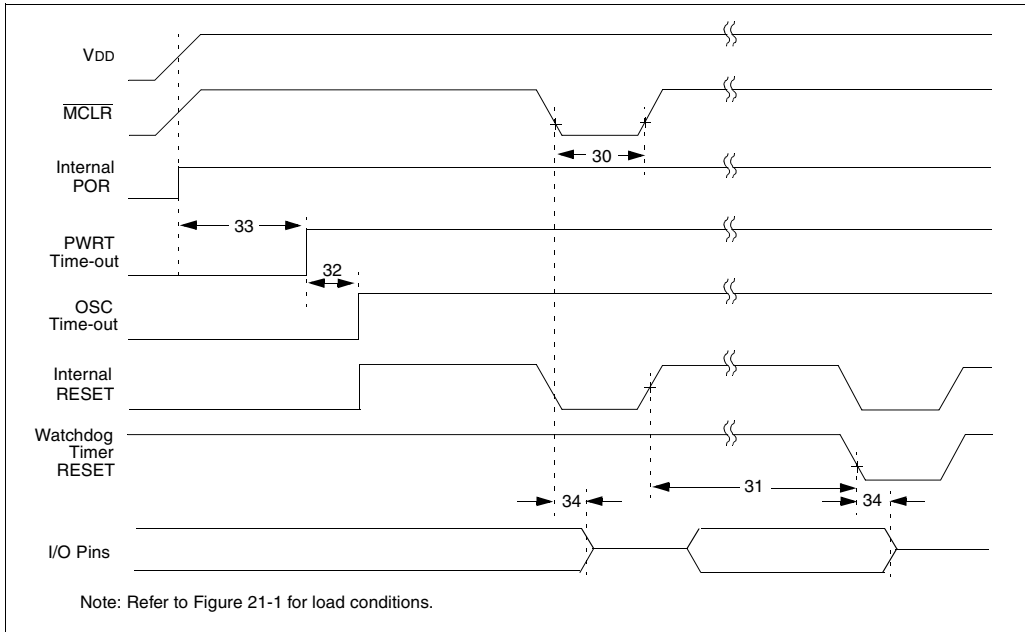 VDD
MCLR
30
Internal
POR
33
PWRT
Time-out
32
OSC
Time-out
Internal
RESET
Watchdog
Timer
RESET
31
34
34
I/O Pins
Note: Refer to Figure 21-1 for load conditions.